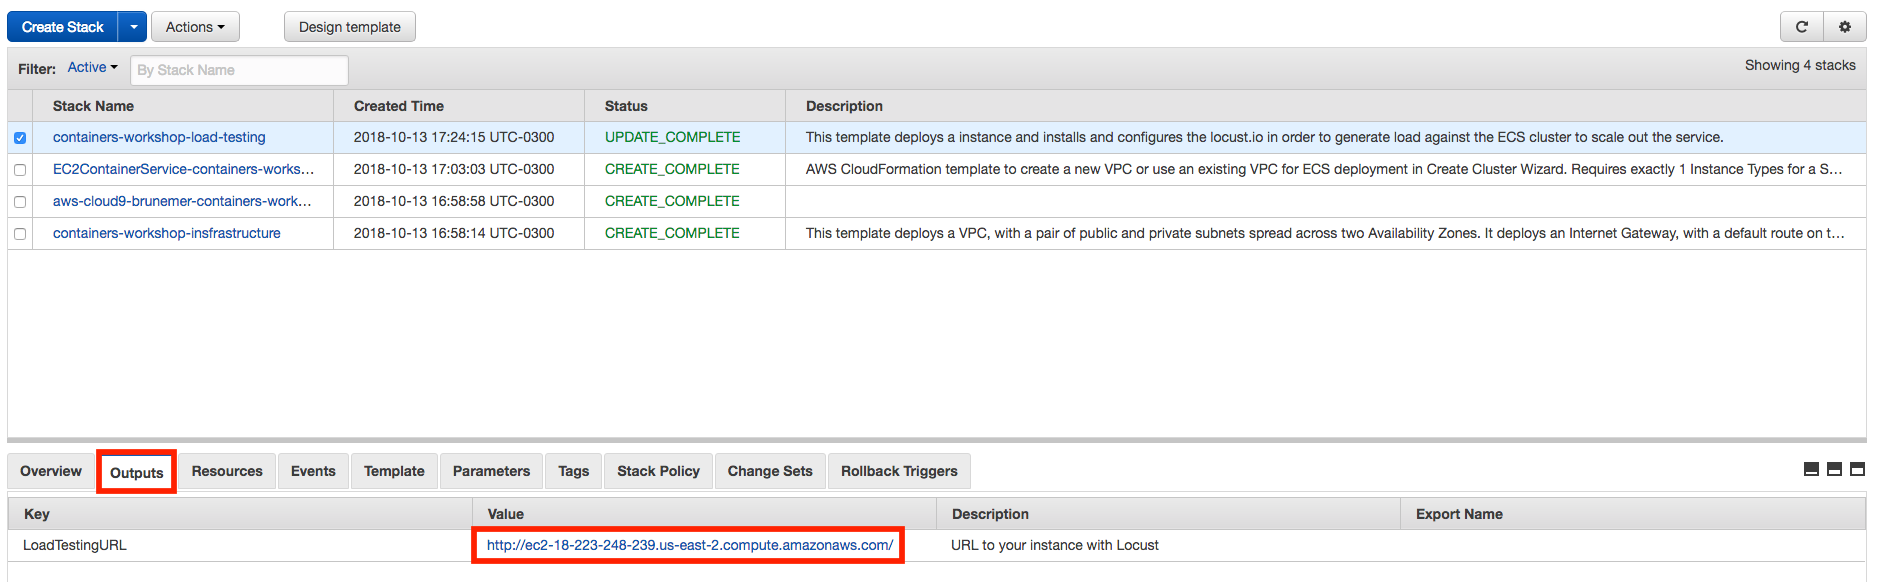 Create Stack Actions Design template
Filter: Active By Stack Name Showing 4 stacks
Stack Name Created Time Status Description
containers-workshop-load-testing 2018-10-13 17:24:15 UTC-0300 UPDATE_COMPLETE This template deploys a instance and installs and configures the locust.io in order to generate load against the ECS cluster to scale out the service.
EC2ContainerService-containers-works... 2018-10-13 17:03:03 UTC-0300 CREATE_COMPLETE AWS CloudFormation template to create a new VPC or use an existing VPC for ECS deployment in Create Cluster Wizard. Requires exactly 1 Instance Types for a S...
aws-cloud9-brunemer-containers-work... 2018-10-13 16:58:58 UTC-0300 CREATE_COMPLETE
containers-workshop-insfrastructure 2018-10-13 16:58:14 UTC-0300 CREATE_COMPLETE This template deploys a VPC, with a pair of public and private subnets spread across two Availability Zones. It deploys an Internet Gateway, with a default route on t...
Overview Outputs Resources Events Template Parameters Tags Stack Policy Change Sets Rollback Triggers
Key Value Description Export Name
LoadTestingURL http://ec2-18-223-248-239.us-east-2.compute.amazonaws.com/ URL to your instance with Locust